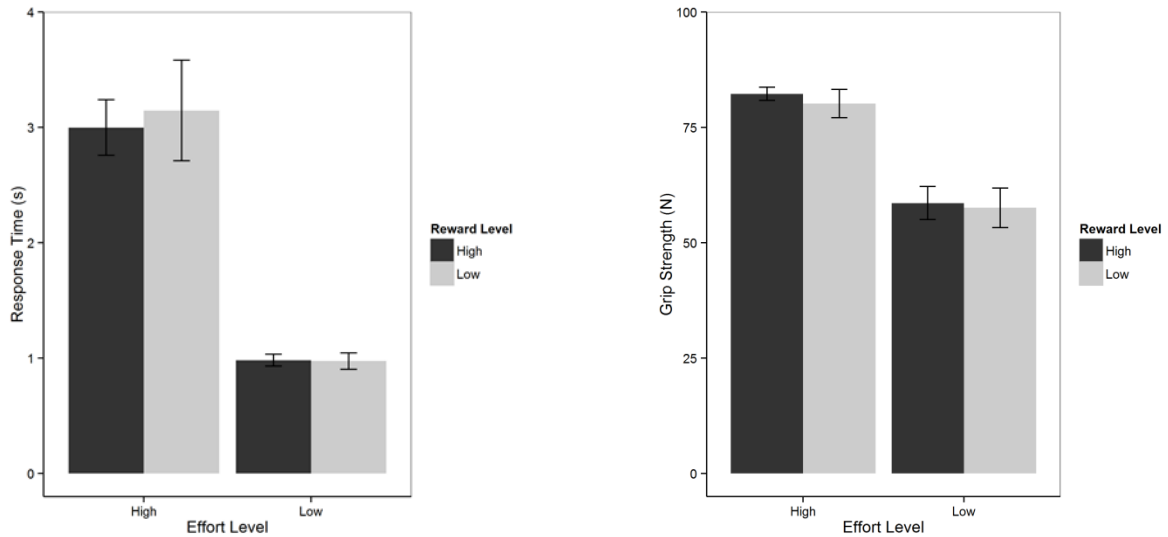 4
3
2
1
0
Response Time (s)
High
Low
Effort Level
Reward Level
High
Low
100
75
50
25
0
Grip Strength (N)
High
Low
Effort Level
Reward Level
High
Low